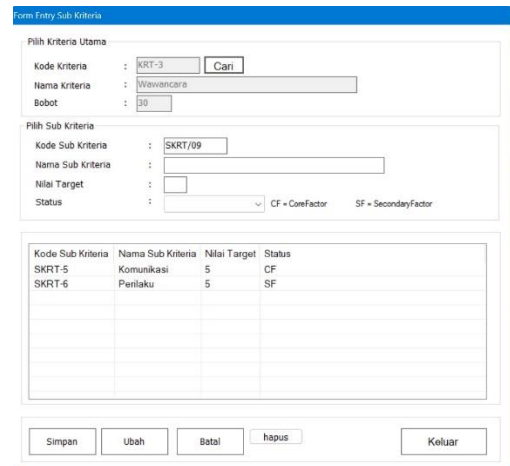 Form Entry Sub Kriteria
Pilih Kriteria Utama
Kode Kriteria : KRT-3 Cari
Nama Kriteria : Wawancara
Bobot : 30
Pilih Sub Kriteria
Kode Sub Kriteria : SKRT/09
Nama Sub Kriteria :
Nilai Target :
Status : CF = CoreFactor SF = SecondaryFactor
Kode Sub Kriteria Nama Sub Kriteria Nilai Target Status
SKRT-5 Komunikasi 5 CF
SKRT-6 Perilaku 5 SF
Simpan Ubah Batal hapus Keluar